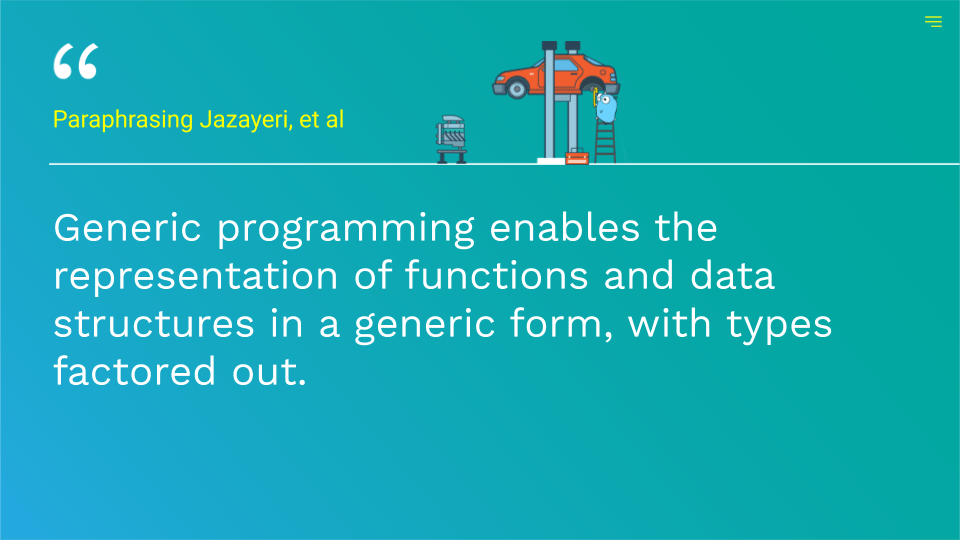 “
Paraphrasing Jazayeri, et al
Generic programming enables the
representation of functions and data
structures in a generic form, with types
factored out.